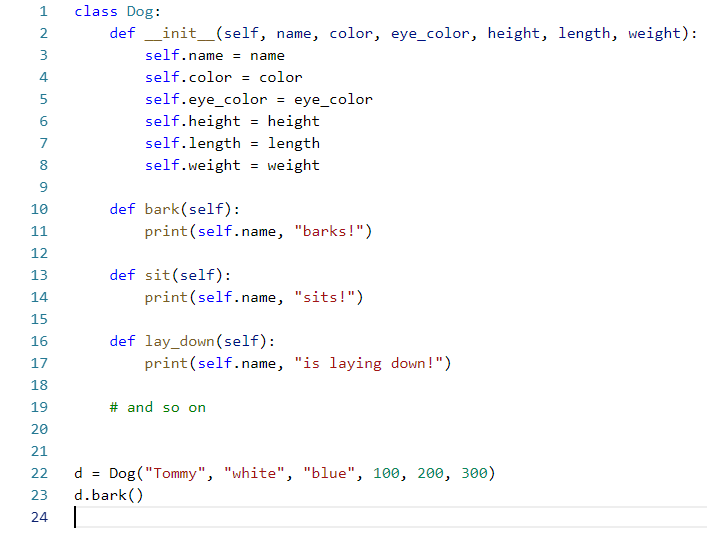 1 class Dog:
2     def __init__(self, name, color, eye_color, height, length, weight):
3         self.name = name
4         self.color = color
5         self.eye_color = eye_color
6         self.height = height
7         self.length = length
8         self.weight = weight
9
10     def bark(self):
11         print(self.name, "barks!")
12
13     def sit(self):
14         print(self.name, "sits!")
15
16     def lay_down(self):
17         print(self.name, "is laying down!")
18
19     # and so on
20
21
22 d = Dog("Tommy", "white", "blue", 100, 200, 300)
23 d.bark()
24